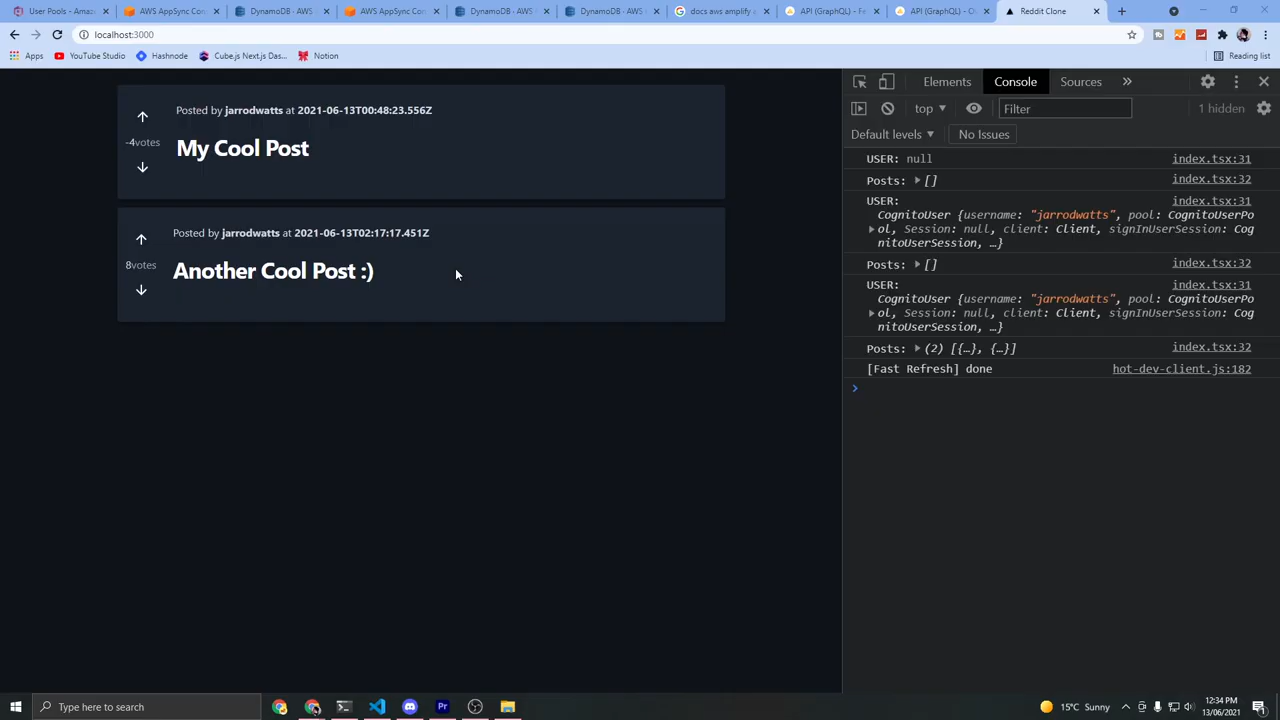 User Pools - Amaz
AWS AppSync Con
DynamoDB - AWS
AWS AppSync Con
DynamoDB - AWS
DynamoDB - AWS
docs aws amplify
API (GraphQL) - F
API (GraphQL) - C
Reddit Clone
localhost:3000
Apps
YouTube Studio
Hashnode
Cube.js Next.js Das...
Notion
Reading list
Posted by jarrodwatts at 2021-06-13T00:48:23.556Z
-4votes
My Cool Post
Posted by jarrodwatts at 2021-06-13T02:17:17.451Z
8votes
Another Cool Post :)
Elements
Console
Sources
top
Filter
1 hidden
Default levels
No Issues
USER: null index.tsx:31
Posts: [] index.tsx:32
USER: index.tsx:31
CognitoUser {username: "jarrodwatts", pool: CognitoUserPo
ol, Session: null, client: Client, signInUserSession: Cog
nitoUserSession, …}
Posts: [] index.tsx:32
USER: index.tsx:31
CognitoUser {username: "jarrodwatts", pool: CognitoUserPo
ol, Session: null, client: Client, signInUserSession: Cog
nitoUserSession, …}
Posts: (2) [{…}, {…}] index.tsx:32
[Fast Refresh] done hot-dev-client.js:182
Type here to search
15°C Sunny
12:34 PM
13/06/2021